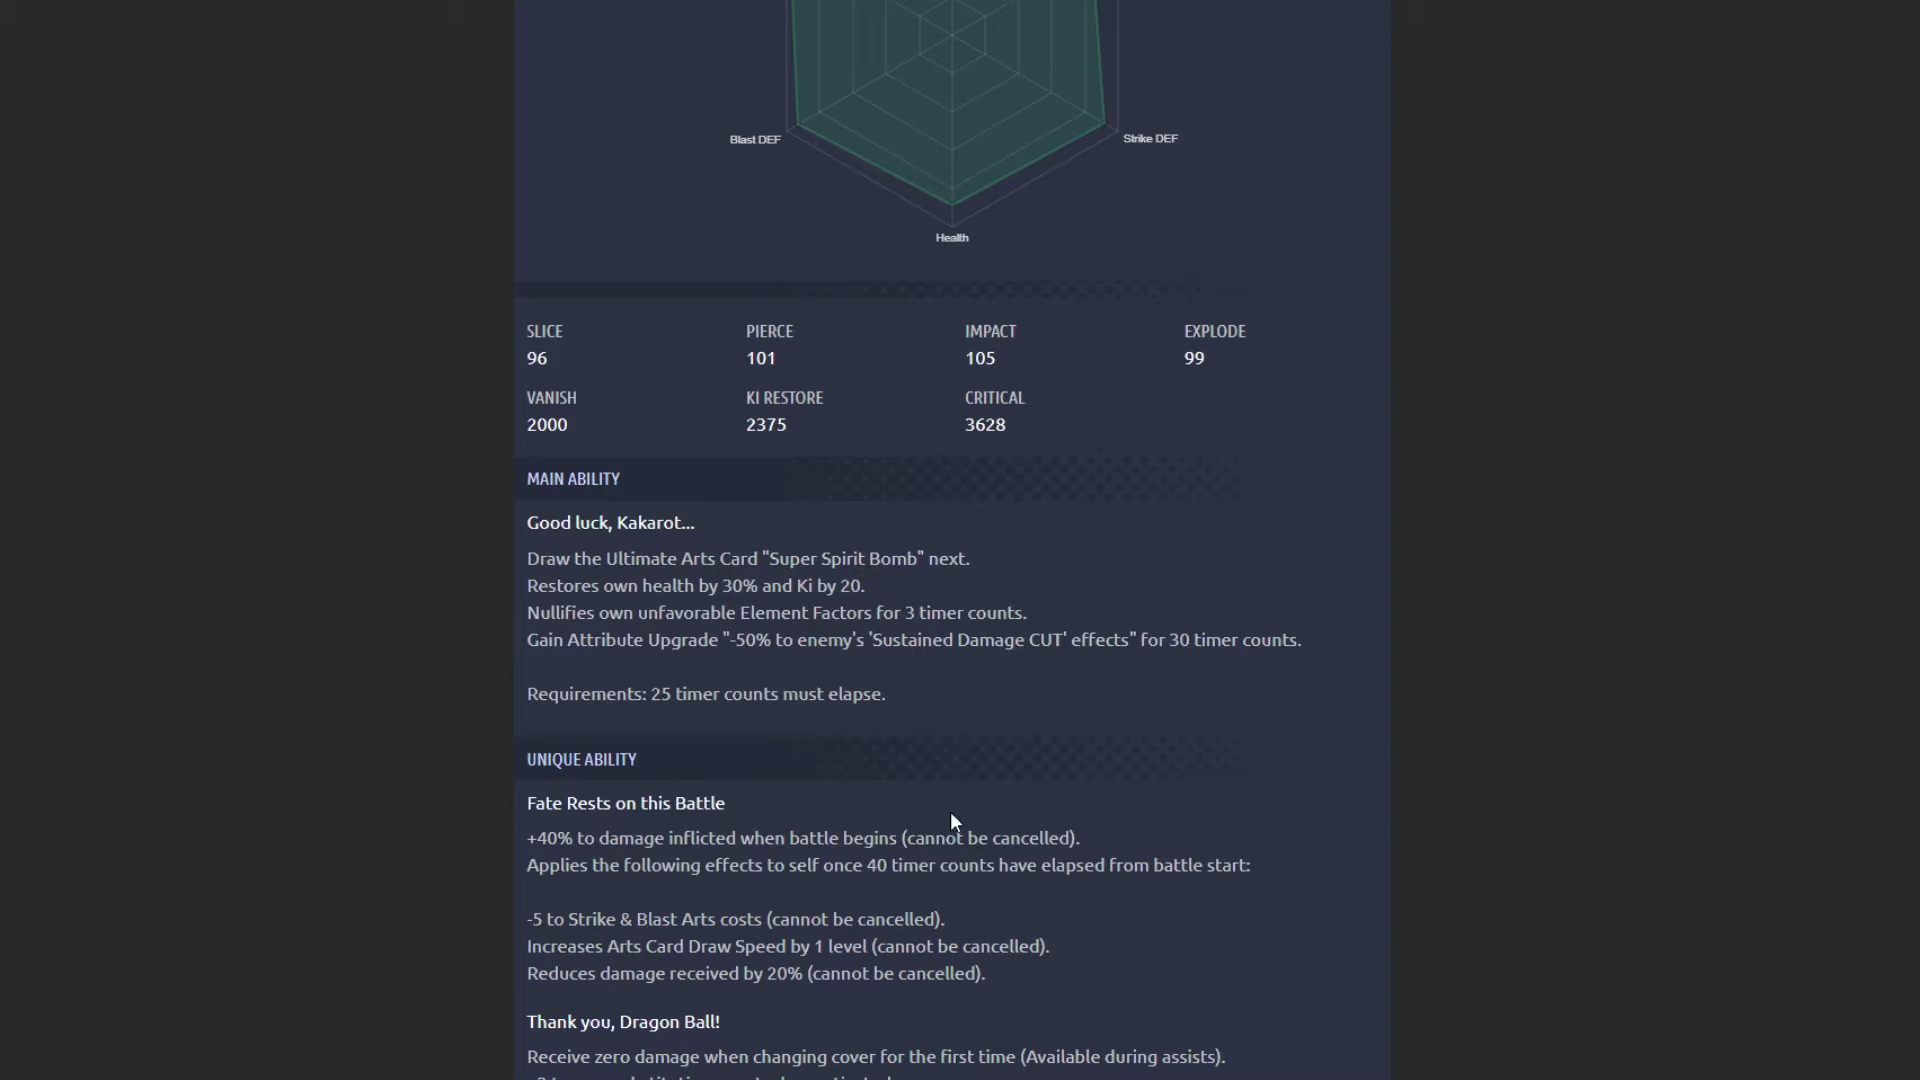 Blast DEF
Strike DEF
Health
SLICE
PIERCE
IMPACT
EXPLODE
96
101
105
99
VANISH
KI RESTORE
CRITICAL
2000
2375
3628
MAIN ABILITY
Good luck, Kakarot...
Draw the Ultimate Arts Card "Super Spirit Bomb" next.
Restores own health by 30% and Ki by 20.
Nullifies own unfavorable Element Factors for 3 timer counts.
Gain Attribute Upgrade "-50% to enemy's 'Sustained Damage CUT' effects" for 30 timer counts.
Requirements: 25 timer counts must elapse.
UNIQUE ABILITY
Fate Rests on this Battle
+40% to damage inflicted when battle begins (cannot be cancelled).
Applies the following effects to self once 40 timer counts have elapsed from battle start:
-5 to Strike & Blast Arts costs (cannot be cancelled).
Increases Arts Card Draw Speed by 1 level (cannot be cancelled).
Reduces damage received by 20% (cannot be cancelled).
Thank you, Dragon Ball!
Receive zero damage when changing cover for the first time (Available during assists).